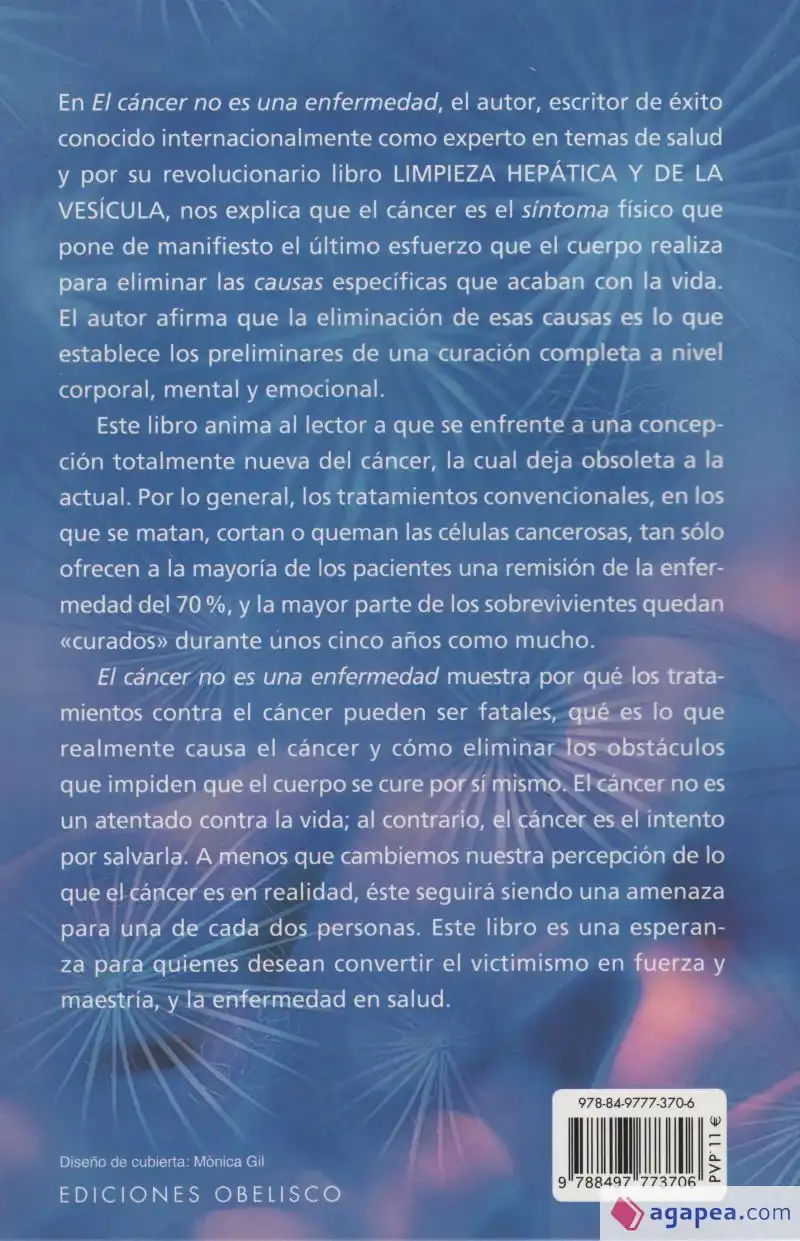 En El cáncer no es una enfermedad, el autor, escritor de éxito
conocido internacionalmente como experto en temas de salud
y por su revolucionario libro LIMPIEZA HEPÁTICA Y DE LA
VESÍCULA, nos explica que el cáncer es el síntoma físico que
pone de manifiesto el último esfuerzo que el cuerpo realiza
para eliminar las causas específicas que acaban con la vida.
El autor afirma que la eliminación de esas causas es lo que
establece los preliminares de una curación completa a nivel
corporal, mental y emocional.
Este libro anima al lector a que se enfrente a una concep-
ción totalmente nueva del cáncer, la cual deja obsoleta a la
actual. Por lo general, los tratamientos convencionales, en los
que se matan, cortan o queman las células cancerosas, tan sólo
ofrecen a la mayoría de los pacientes una remisión de la enfer-
medad del 70 %, y la mayor parte de los sobrevivientes quedan
«curados» durante unos cinco años como mucho.
El cáncer no es una enfermedad muestra por qué los trata-
mientos contra el cáncer pueden ser fatales, qué es lo que
realmente causa el cáncer y cómo eliminar los obstáculos
que impiden que el cuerpo se cure por sí mismo. El cáncer no es
un atentado contra la vida; al contrario, el cáncer es el intento
por salvarla. A menos que cambiemos nuestra percepción de lo
que el cáncer es en realidad, éste seguirá siendo una amenaza
para una de cada dos personas. Este libro es una esperan-
za para quienes desean convertir el victimismo en fuerza y
maestría, y la enfermedad en salud.
978-84-9777-370-6
9 788497 773706
PVP. 11 €
Diseño de cubierta: Mònica Gil
EDICIONES OBELISCO
agapea.com